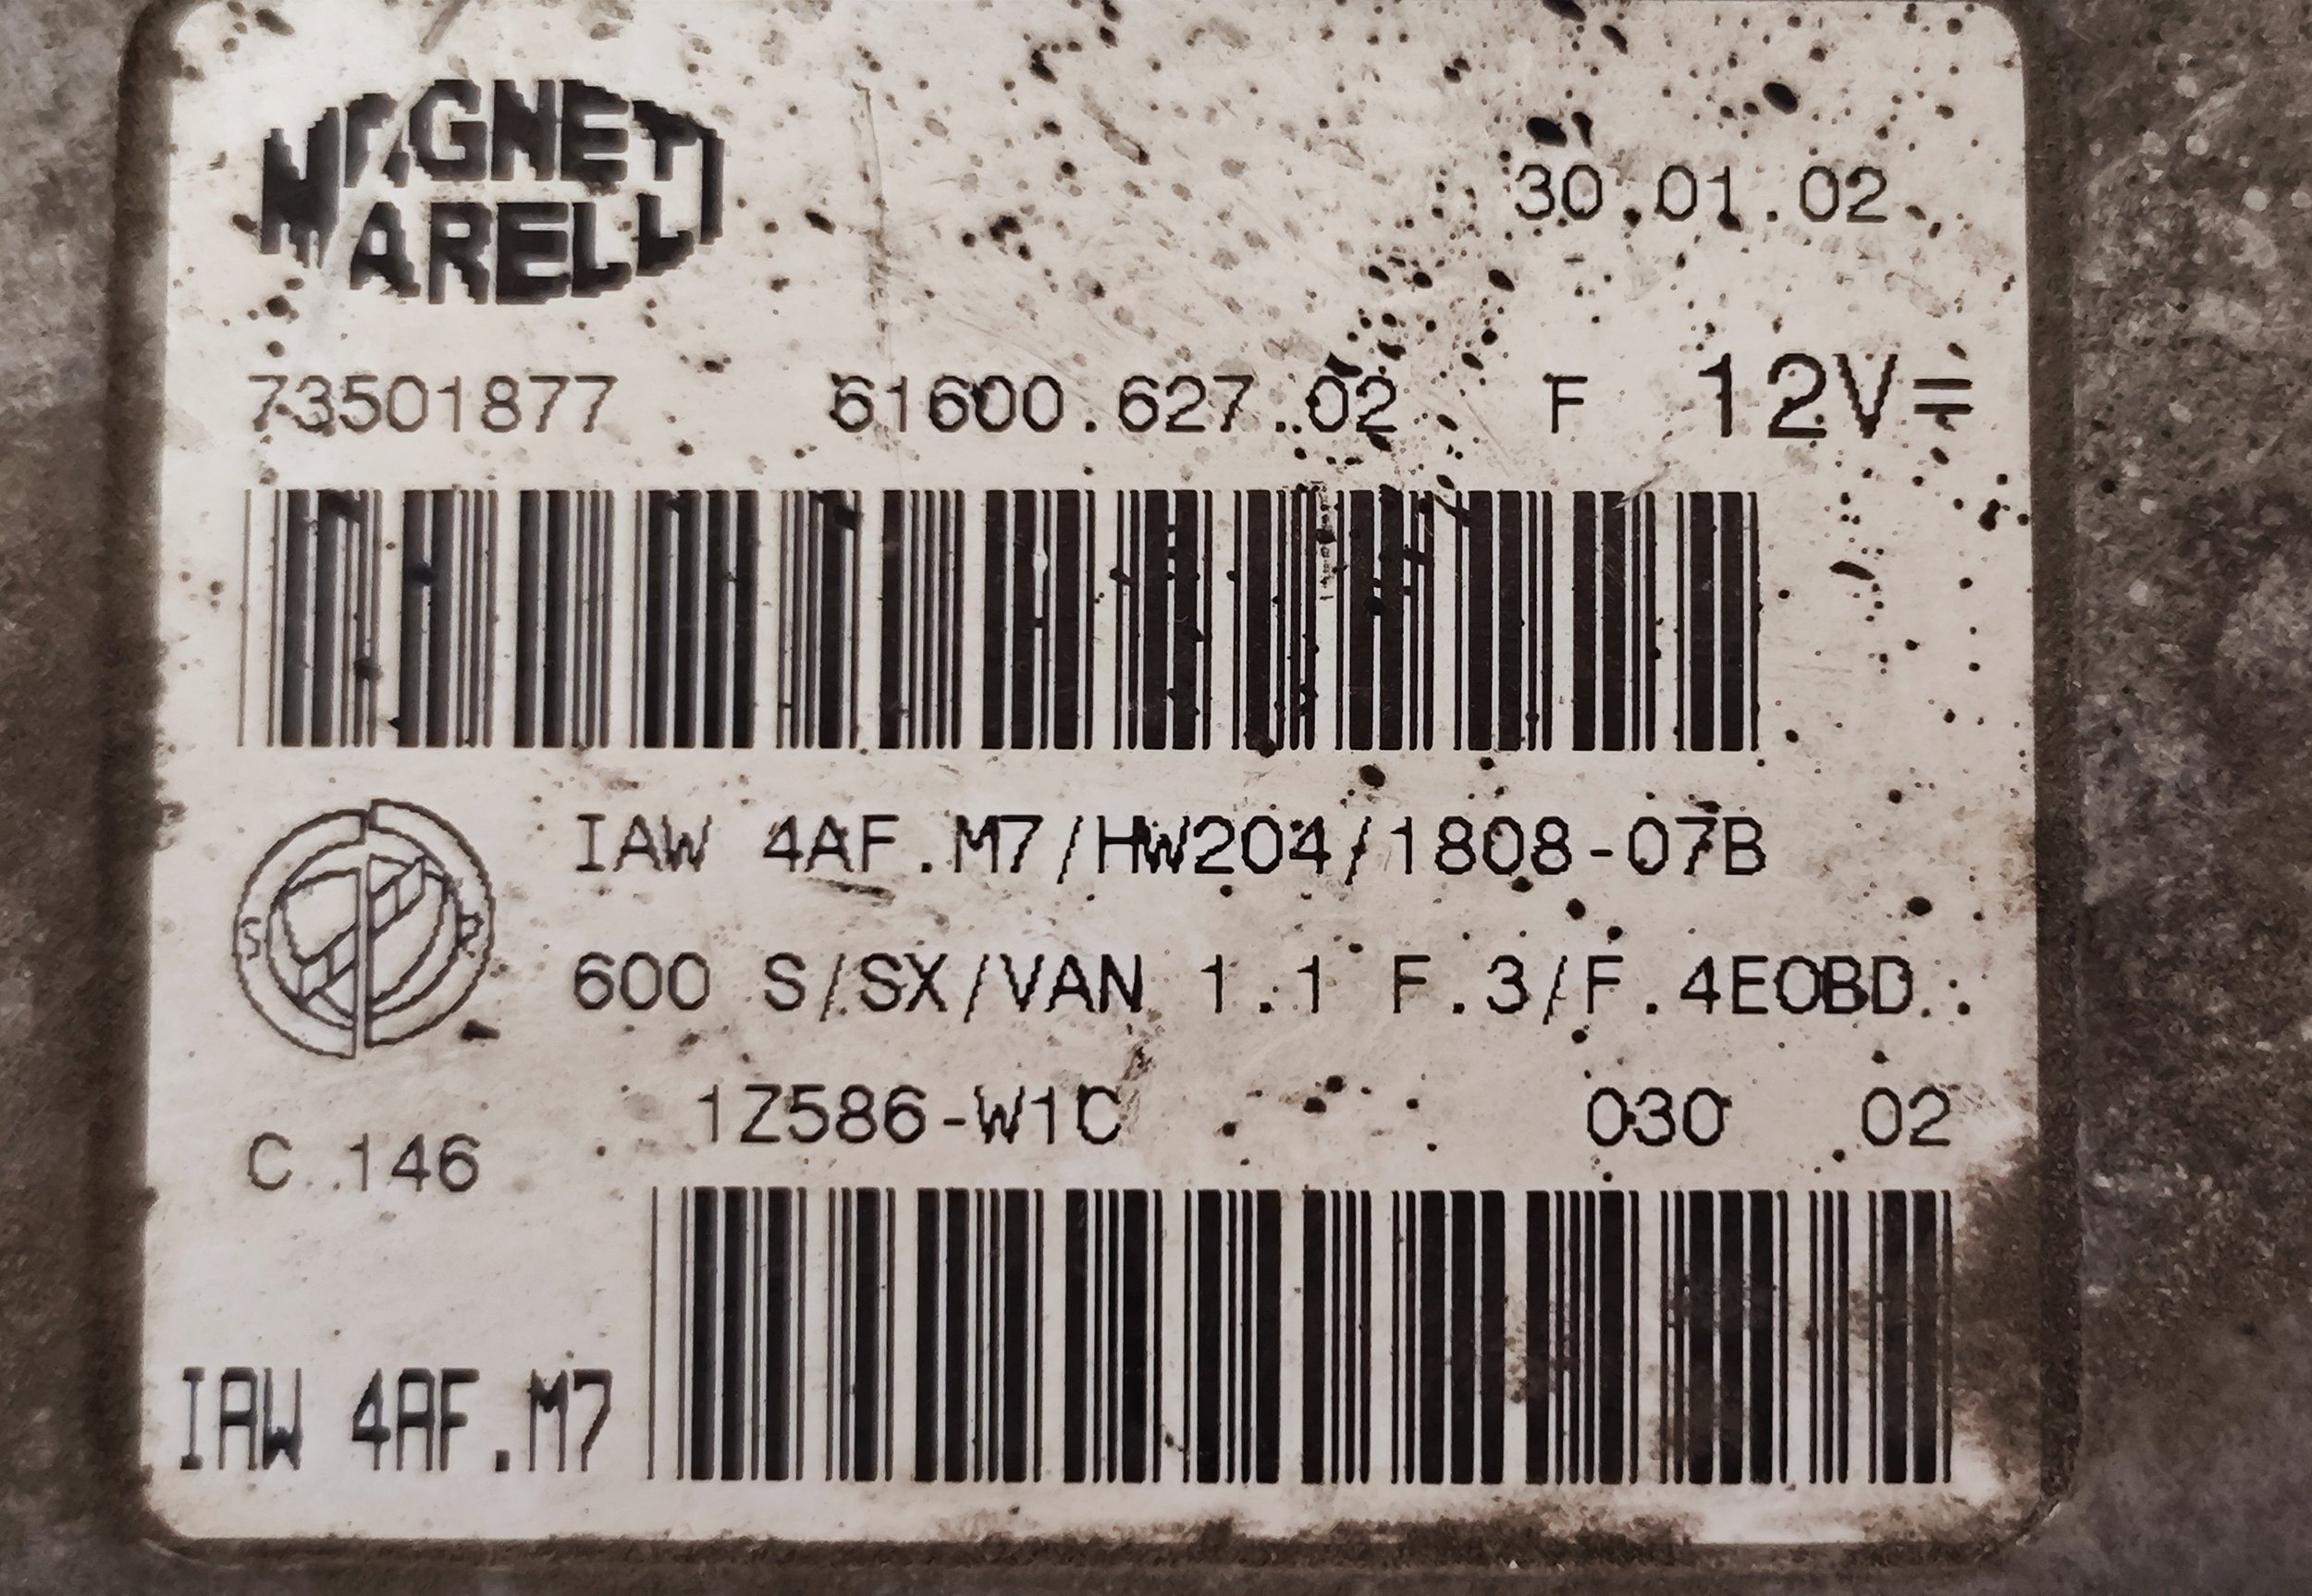 MAGNETI
MARELLI
30.01.02
73501877 61600.627.02 F 12V=
IAW 4AF.M7/HW204/1808-07B
S R
600 S/SX/VAN 1.1 F.3/F.4EOBD
1Z586-W1C 030 02
C.146
IAW 4AF.M7